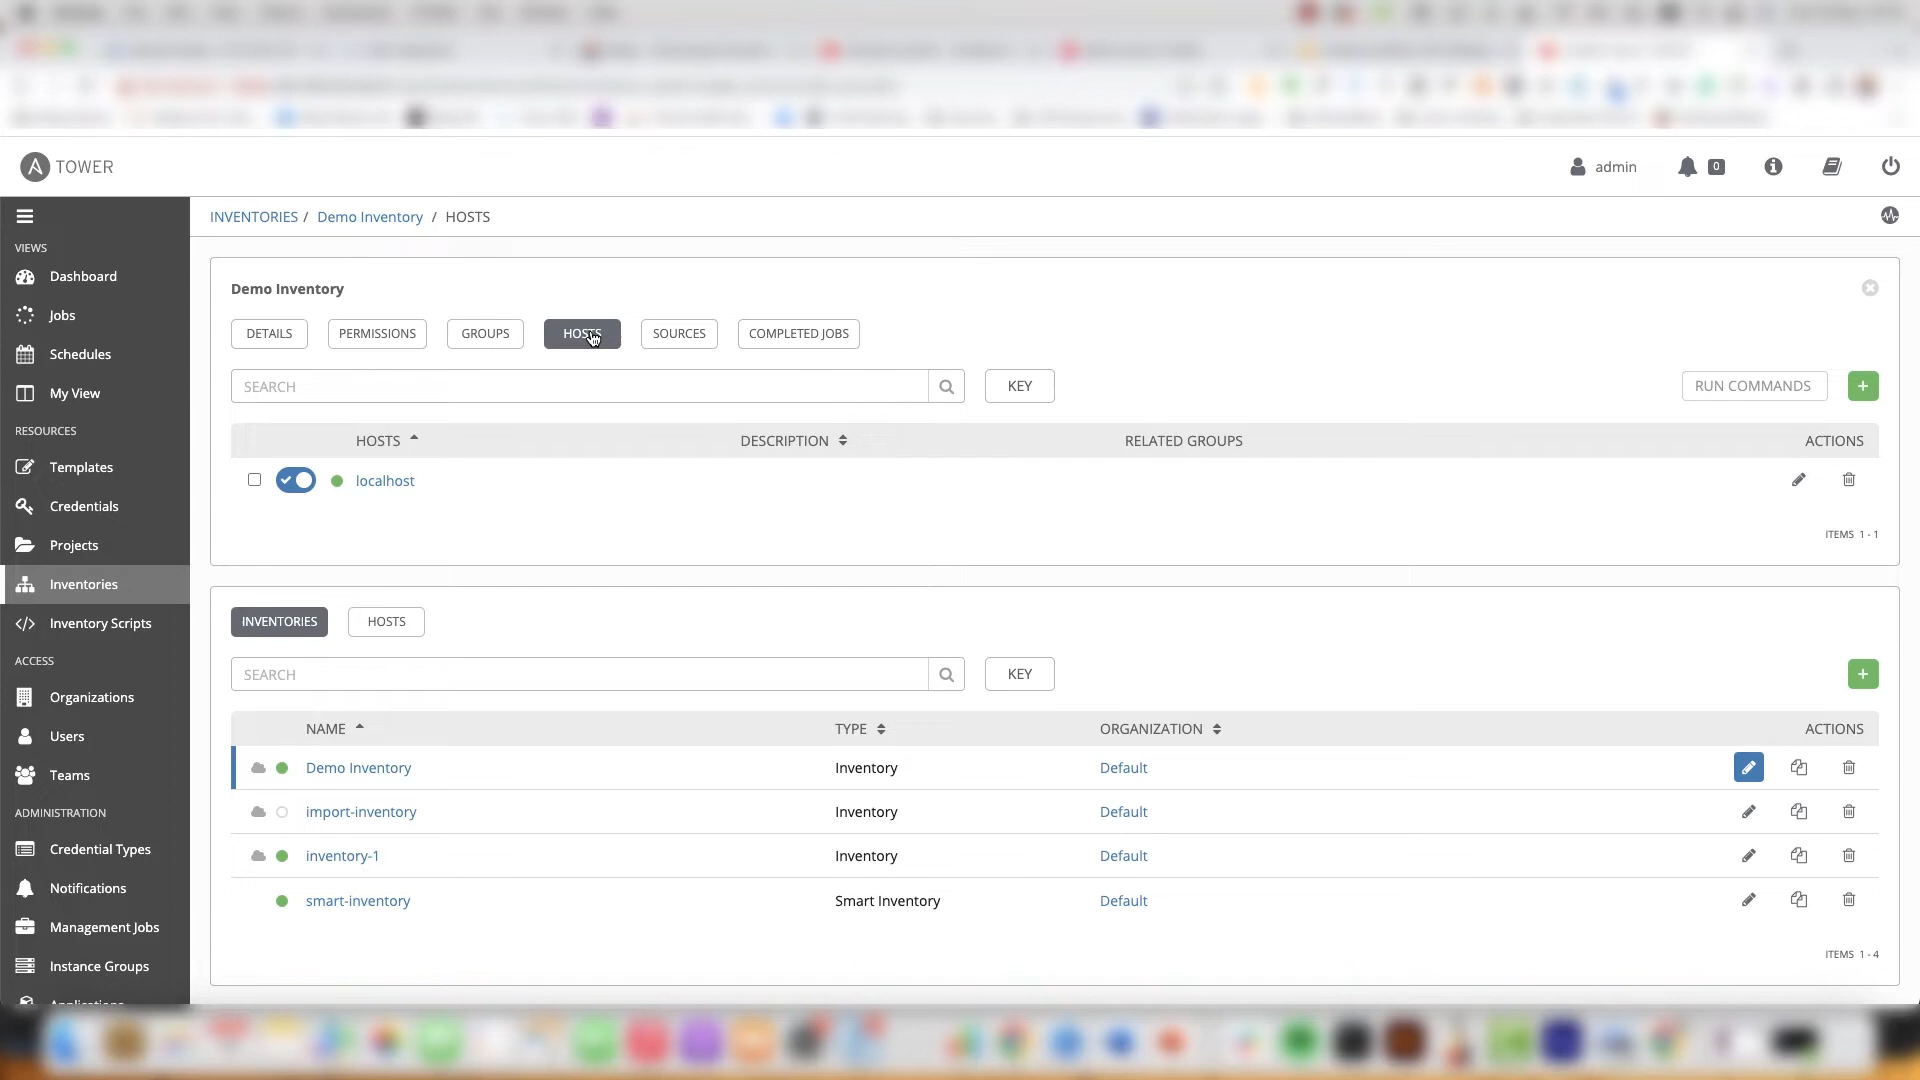 TOWER
admin
0
INVENTORIES / Demo Inventory / HOSTS
VIEWS
Dashboard
Jobs
Schedules
My View
RESOURCES
Templates
Credentials
Projects
Inventories
Inventory Scripts
ACCESS
Organizations
Users
Teams
ADMINISTRATION
Credential Types
Notifications
Management Jobs
Instance Groups
Applications
Demo Inventory
DETAILS PERMISSIONS GROUPS HOSTS SOURCES COMPLETED JOBS
SEARCH KEY RUN COMMANDS +
HOSTS DESCRIPTION RELATED GROUPS ACTIONS
localhost
ITEMS 1 - 1
INVENTORIES HOSTS
SEARCH KEY +
NAME TYPE ORGANIZATION ACTIONS
Demo Inventory Inventory Default
import-inventory Inventory Default
inventory-1 Inventory Default
smart-inventory Smart Inventory Default
ITEMS 1 - 4